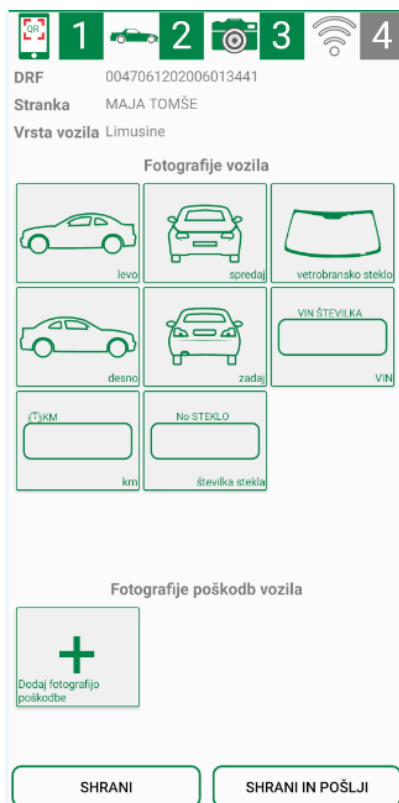 QR 1 2 3 4
DRF 0047061202006013441
Stranka MAJA TOMŠE
Vrsta vozila Limusine
Fotografije vozila
levo spredaj vetrobransko steklo
VIN ŠTEVILKA
desno zadaj VIN
KM No STEKLO
km številka stekla
Fotografije poškodb vozila
Dodaj fotografijo
poškodbe
SHRANI SHRANI IN POŠLJI